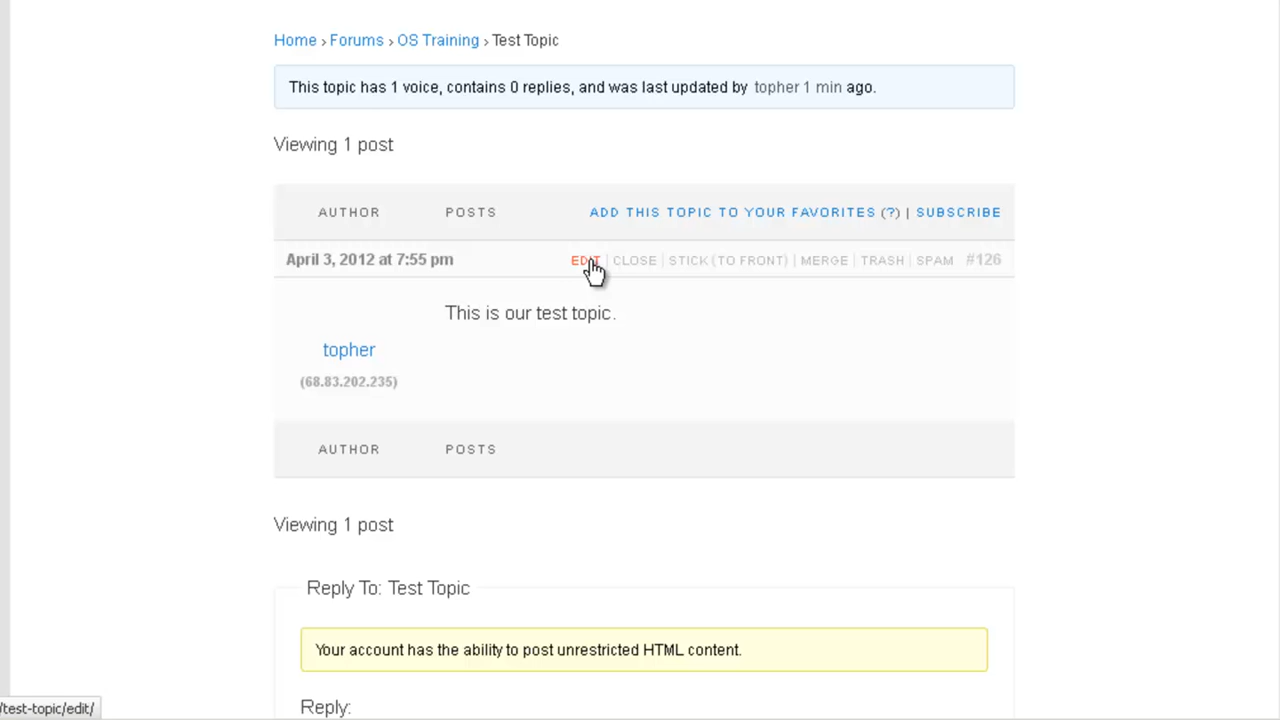 Home › Forums › OS Training › Test Topic
This topic has 1 voice, contains 0 replies, and was last updated by topher 1 min ago.
Viewing 1 post
AUTHOR POSTS ADD THIS TOPIC TO YOUR FAVORITES (?) | SUBSCRIBE
April 3, 2012 at 7:55 pm EDIT | CLOSE | STICK (TO FRONT) | MERGE | TRASH | SPAM #126
This is our test topic.
topher
(68.83.202.235)
AUTHOR POSTS
Viewing 1 post
Reply To: Test Topic
Your account has the ability to post unrestricted HTML content.
Reply:
/test-topic/edit/